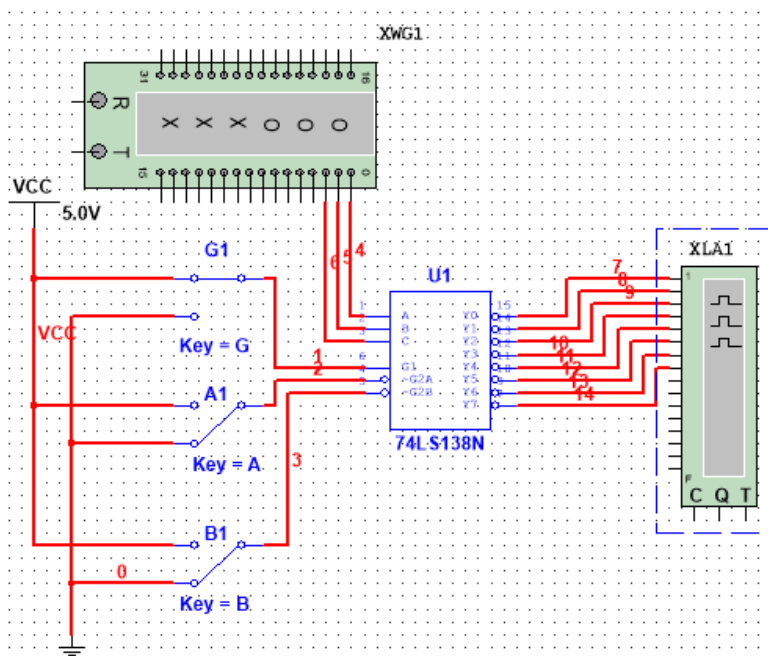 XWG1
31
16
R
X X X O O O
T
15
0
VCC
5.0V
G1
6 5 4
U1
XLA1
7
8
9
1
1
2
3
A
B
C
Y0
Y1
Y2
Y3
Y4
Y5
Y6
Y7
15
14
13
12
11
10
9
7
VCC
Key = G
1
2
6
4
5
G1
~G2A
~G2B
10
11
12
13
14
A1
Key = A
3
74LS138N
F
C Q T
B1
0
Key = B